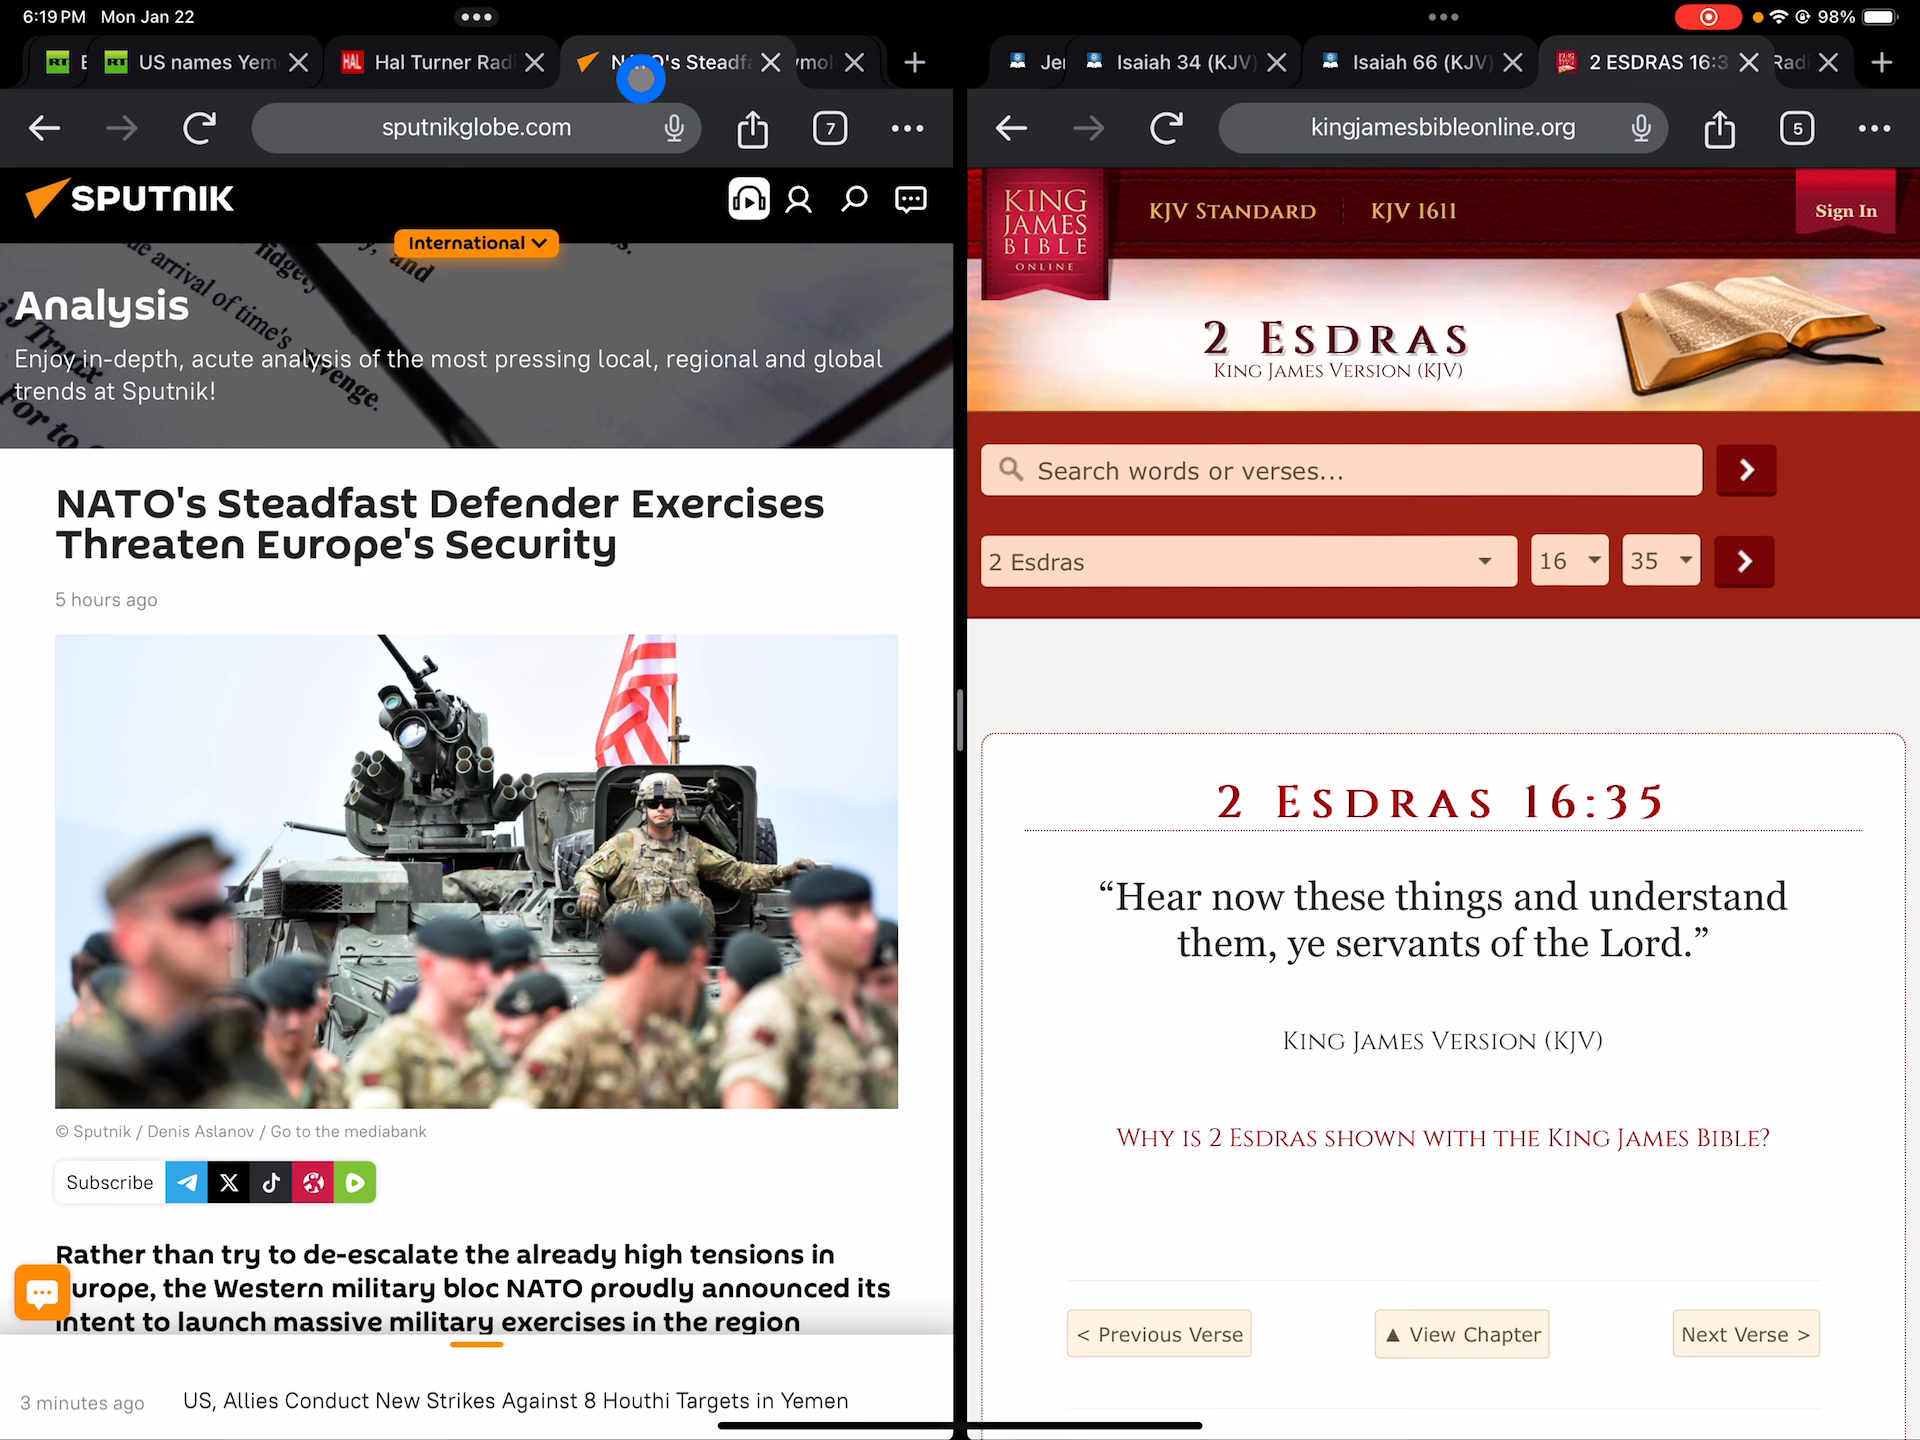 6:19 PM Mon Jan 22
98%
US names Yem
Hal Turner Radi
Steadfa
Isaiah 34 (KJV)
Isaiah 66 (KJV)
2 ESDRAS 16:3
sputnikglobe.com
7
kingjamesbibleonline.org
5
SPUTNIK
International
Analysis
Enjoy in-depth, acute analysis of the most pressing local, regional and global
trends at Sputnik!
NATO's Steadfast Defender Exercises
Threaten Europe's Security
5 hours ago
© Sputnik / Denis Aslanov / Go to the mediabank
Subscribe
Rather than try to de-escalate the already high tensions in
urope, the Western military bloc NATO proudly announced its
intent to launch massive military exercises in the region
3 minutes ago
US, Allies Conduct New Strikes Against 8 Houthi Targets in Yemen
KING
JAMES
BIBLE
ONLINE
KJV STANDARD
KJV 1611
Sign In
2 ESDRAS
KING JAMES VERSION (KJV)
Search words or verses...
2 Esdras
16
35
2 ESDRAS 16:35
“Hear now these things and understand
them, ye servants of the Lord.”
KING JAMES VERSION (KJV)
WHY IS 2 ESDRAS SHOWN WITH THE KING JAMES BIBLE?
< Previous Verse
▲ View Chapter
Next Verse >